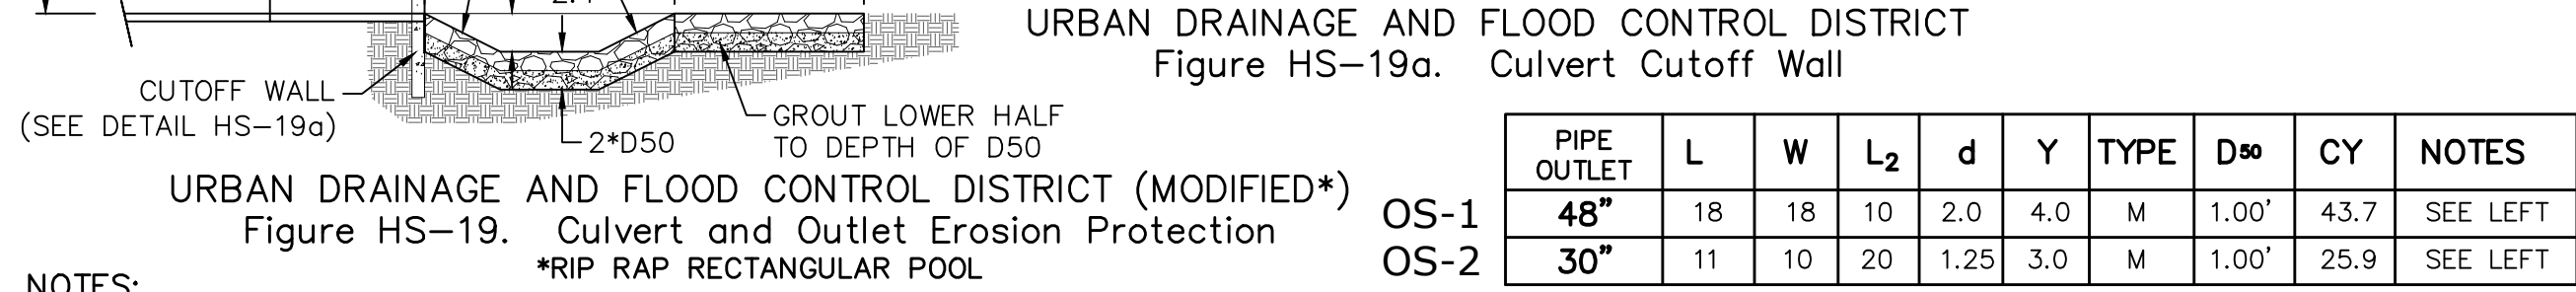 URBAN DRAINAGE AND FLOOD CONTROL DISTRICT
Figure HS-19a. Culvert Cutoff Wall
CUTOFF WALL
(SEE DETAIL HS-19a)
GROUT LOWER HALF
TO DEPTH OF D50
2*D50
URBAN DRAINAGE AND FLOOD CONTROL DISTRICT (MODIFIED*)
Figure HS-19. Culvert and Outlet Erosion Protection
*RIP RAP RECTANGULAR POOL
NOTES:
PIPE OUTLET L W L2 d Y TYPE D50 CY NOTES
OS-1 48" 18 18 10 2.0 4.0 M 1.00' 43.7 SEE LEFT
OS-2 30" 11 10 20 1.25 3.0 M 1.00' 25.9 SEE LEFT